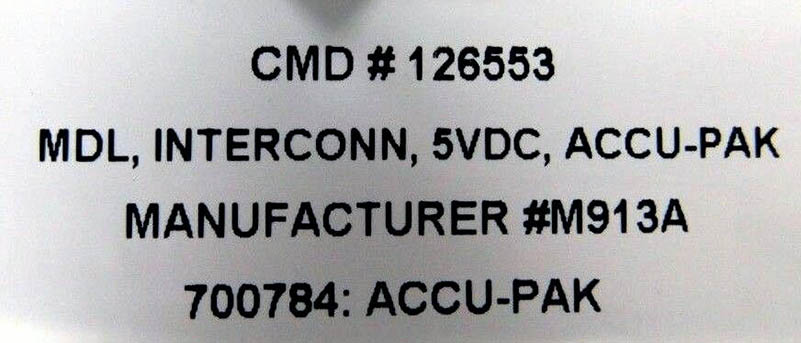 CMD # 126553
MDL, INTERCONN, 5VDC, ACCU-PAK
MANUFACTURER #M913A
700784: ACCU-PAK